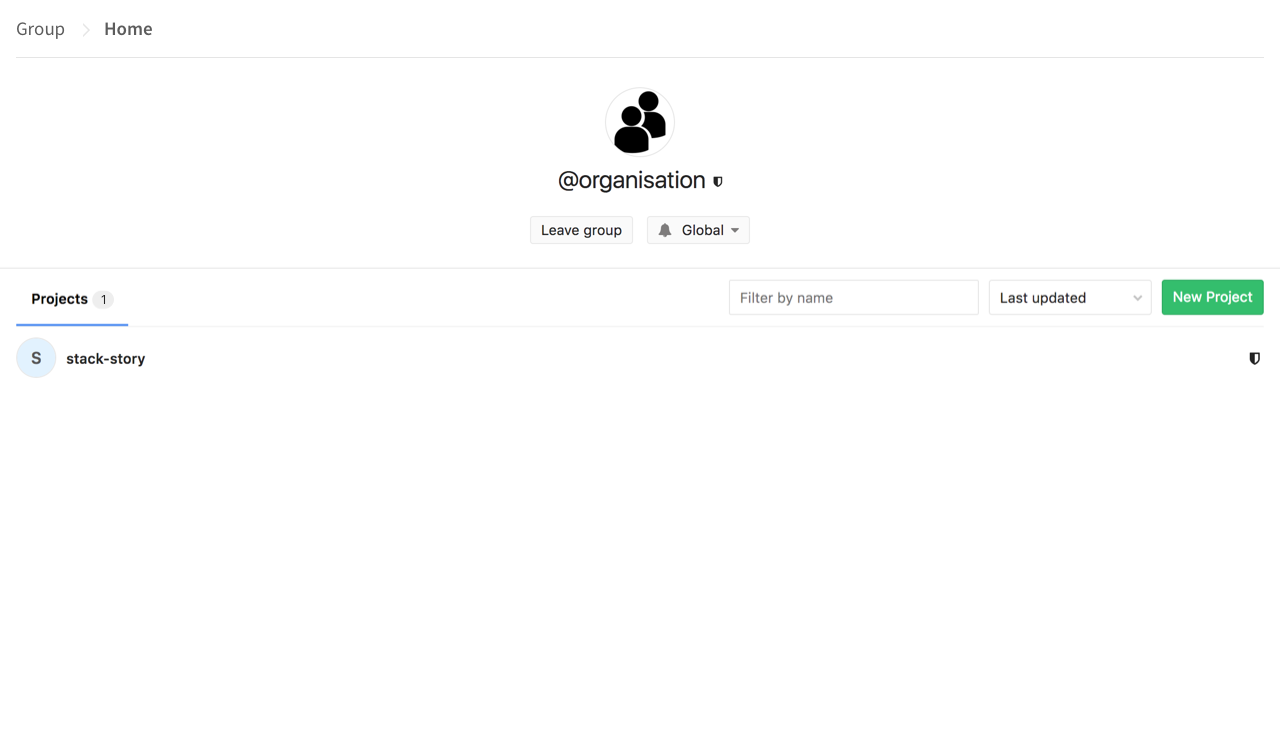 Group Home
@organisation
Leave group Global
Projects 1 Filter by name Last updated New Project
S stack-story